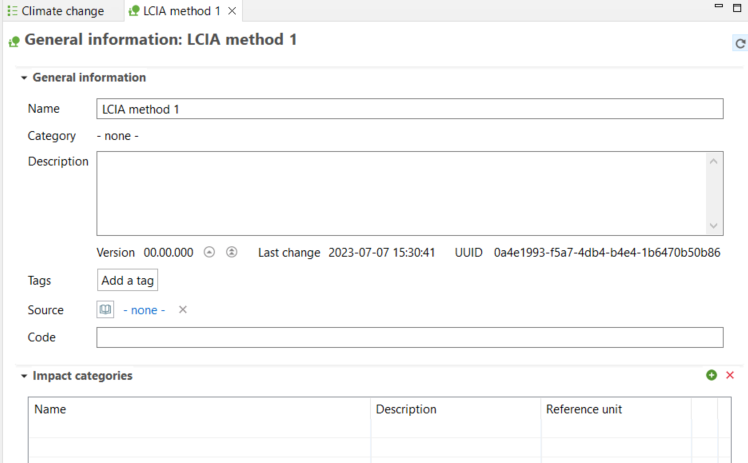 Climate change LCIA method 1
General information: LCIA method 1
General information
Name LCIA method 1
Category - none -
Description
Version 00.00.000 Last change 2023-07-07 15:30:41 UUID 0a4e1993-f5a7-4db4-b4e4-1b6470b50b86
Tags Add a tag
Source - none -
Code
Impact categories
Name Description Reference unit